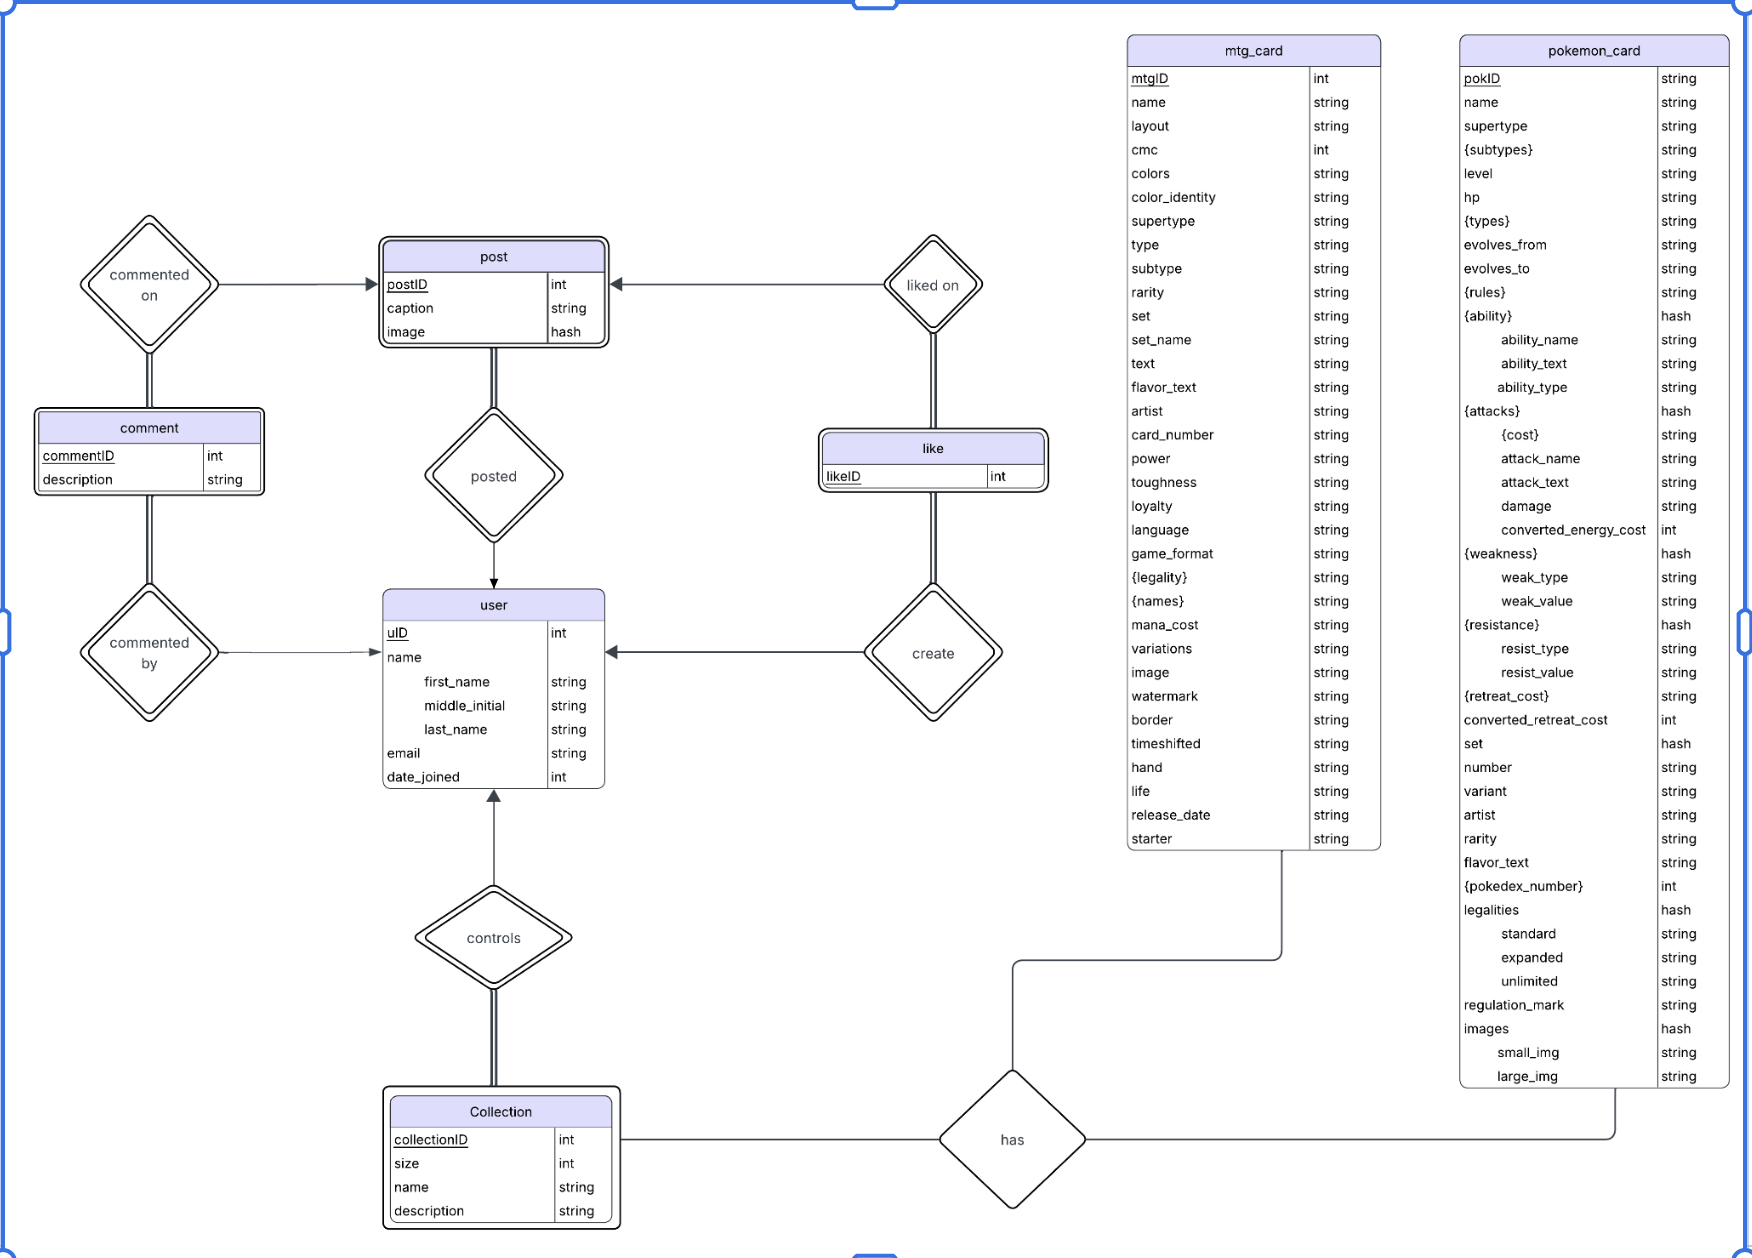 mtg_card
mtgID int
name string
layout string
cmc int
colors string
color_identity string
supertype string
type string
subtype string
rarity string
set string
set_name string
text string
flavor_text string
artist string
card_number string
power string
toughness string
loyalty string
language string
game_format string
{legality} string
{names} string
mana_cost string
variations string
image string
watermark string
border string
timeshifted string
hand string
life string
release_date string
starter string
pokemon_card
pokID string
name string
supertype string
{subtypes} string
level string
hp string
{types} string
evolves_from string
evolves_to string
{rules} string
{ability} hash
ability_name string
ability_text string
ability_type string
{attacks} hash
{cost} string
attack_name string
attack_text string
damage string
converted_energy_cost int
{weakness} hash
weak_type string
weak_value string
{resistance} hash
resist_type string
resist_value string
{retreat_cost} string
converted_retreat_cost int
set hash
number string
variant string
artist string
rarity string
flavor_text string
{pokedex_number} int
legalities hash
standard string
expanded string
unlimited string
regulation_mark string
images hash
small_img string
large_img string
commented
on
post
postID int
caption string
image hash
liked on
comment
commentID int
description string
posted
like
likeID int
commented
by
user
uID int
name
first_name string
middle_initial string
last_name string
email string
date_joined int
create
controls
Collection
collectionID int
size int
name string
description string
has